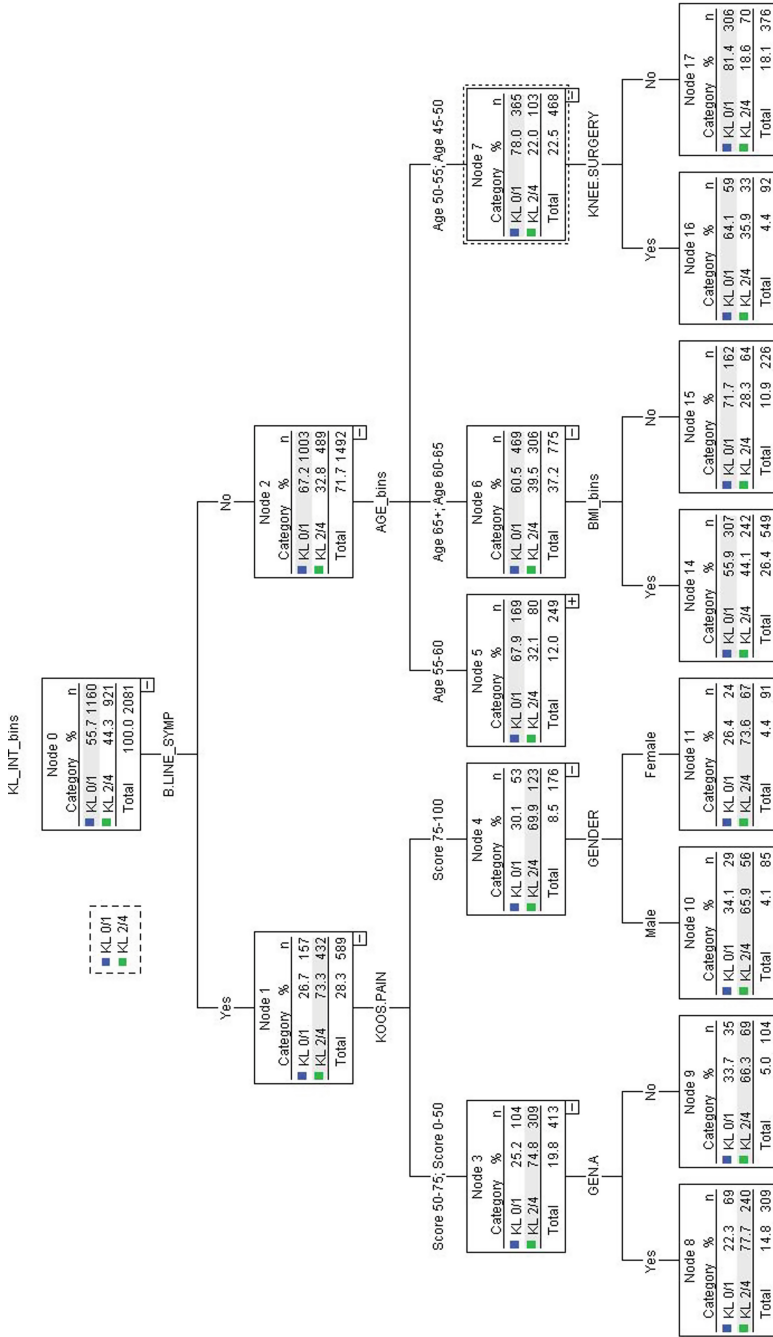 KL_INT_bins
KL 0/1
KL 2/4
Node 0
Category % n
KL 0/1 55.7 1160
KL 2/4 44.3 921
Total 100.0 2081
B.LINE_SYMP
Yes
No
Node 1
Category % n
KL 0/1 26.7 157
KL 2/4 73.3 432
Total 28.3 589
KOOS.PAIN
Node 2
Category % n
KL 0/1 67.2 1003
KL 2/4 32.8 489
Total 71.7 1492
AGE_bins
Score 50-75; Score 0-50
Score 75-100
Age 55-60
Age 65+; Age 60-65
Age 50-55; Age 45-50
Node 3
Category % n
KL 0/1 25.2 104
KL 2/4 74.8 309
Total 19.8 413
GEN.A
Node 4
Category % n
KL 0/1 30.1 53
KL 2/4 69.9 123
Total 8.5 176
GENDER
Node 5
Category % n
KL 0/1 67.9 169
KL 2/4 32.1 80
Total 12.0 249
Node 6
Category % n
KL 0/1 60.5 469
KL 2/4 39.5 306
Total 37.2 775
BMI_bins
Node 7
Category % n
KL 0/1 78.0 365
KL 2/4 22.0 103
Total 22.5 468
KNEE.SURGERY
Yes
No
Male
Female
Yes
No
Yes
No
Node 8
Category % n
KL 0/1 22.3 69
KL 2/4 77.7 240
Total 14.8 309
Node 9
Category % n
KL 0/1 33.7 35
KL 2/4 66.3 69
Total 5.0 104
Node 10
Category % n
KL 0/1 34.1 29
KL 2/4 65.9 56
Total 4.1 85
Node 11
Category % n
KL 0/1 26.4 24
KL 2/4 73.6 67
Total 4.4 91
Node 14
Category % n
KL 0/1 55.9 307
KL 2/4 44.1 242
Total 26.4 549
Node 15
Category % n
KL 0/1 71.7 162
KL 2/4 28.3 64
Total 10.9 226
Node 16
Category % n
KL 0/1 64.1 59
KL 2/4 35.9 33
Total 4.4 92
Node 17
Category % n
KL 0/1 81.4 306
KL 2/4 18.6 70
Total 18.1 376